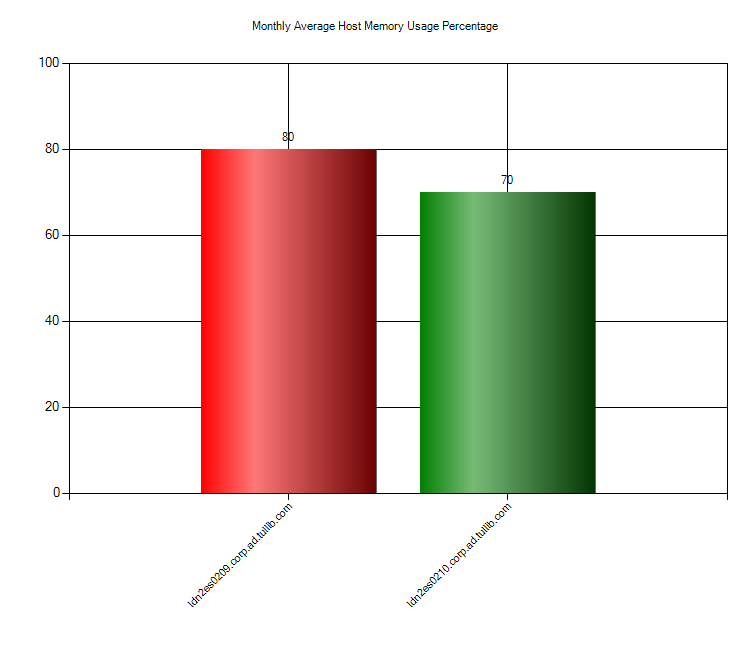 Monthly Average Host Memory Usage Percentage
100
80
80
70
60
40
20
0
ldn2es0209.corp.ad.tullib.com
ldn2es0210.corp.ad.tullib.com